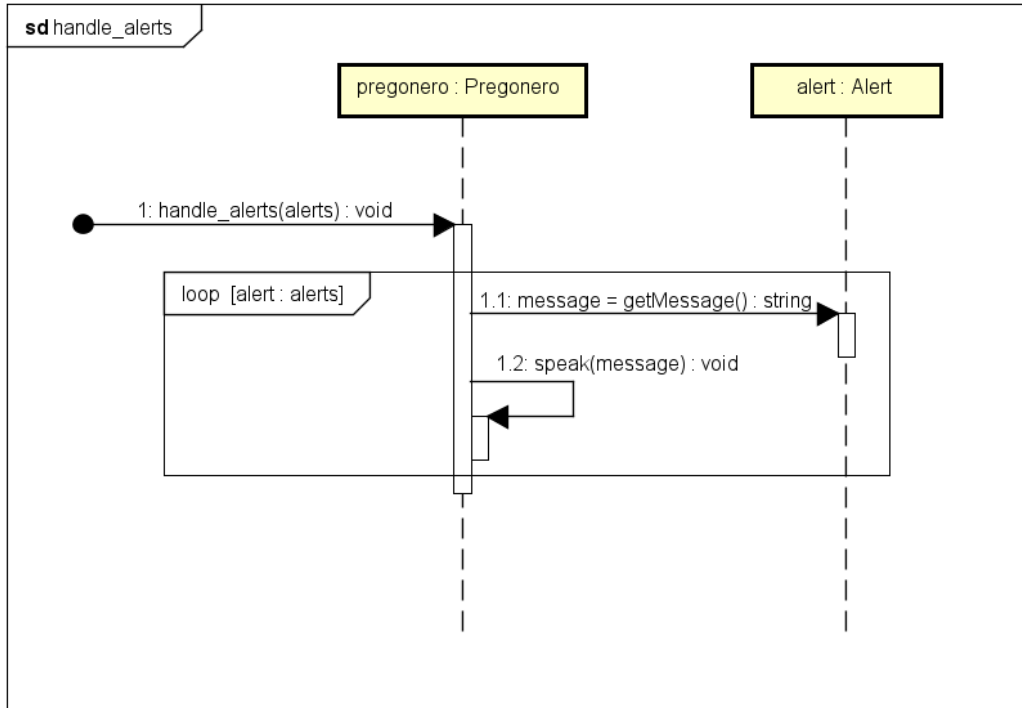 sd handle_alerts
pregonero : Pregonero
alert : Alert
1: handle_alerts(alerts) : void
loop [alert : alerts]
1.1: message = getMessage() : string
1.2: speak(message) : void